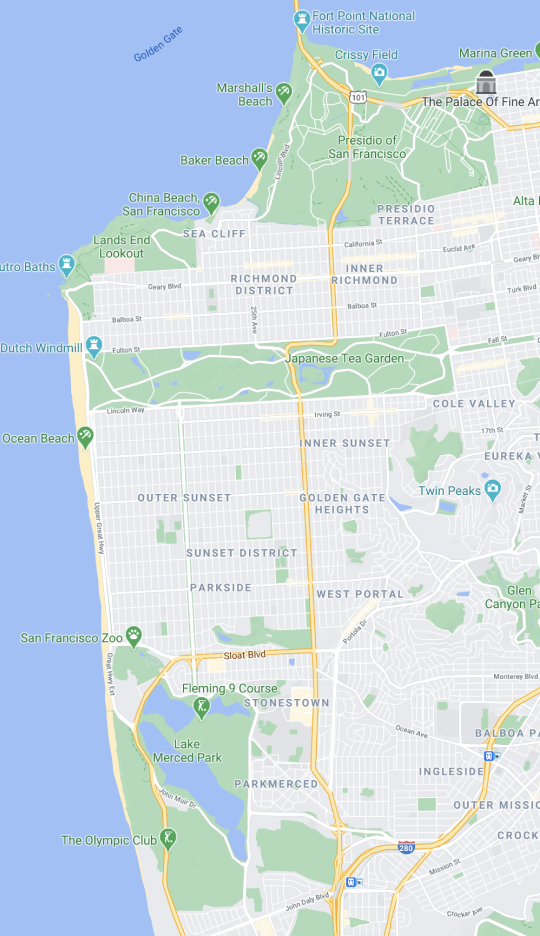 Fort Point National
Historic Site
Golden Gate
Crissy Field
Marina Green
Marshall's
Beach
101
The Palace Of Fine Ar
Presidio of
San Francisco
Lincoln Blvd
Baker Beach
China Beach,
San Francisco
PRESIDIO
TERRACE
Alta
SEA CLIFF
Lands End
Lookout
California St
Euclid Ave
utro Baths
Geary Blvd
Geary Bl
RICHMOND
DISTRICT
INNER
RICHMOND
Turk Blvd
Balboa St
Balboa St
25th Ave
Fulton St
Fell St
Dutch Windmill
Fulton St
Japanese Tea Garden
Lincoln Way
Irving St
COLE VALLEY
17th St
Ocean Beach
INNER SUNSET
EUREKA V
Twin Peaks
Market St
OUTER SUNSET
GOLDEN GATE
HEIGHTS
Upper Great Hwy
SUNSET DISTRICT
PARKSIDE
WEST PORTAL
Glen
Canyon Pa
San Francisco Zoo
Portola Dr
Sloat Blvd
Great Hwy Ext
Monterey Blvd
Fleming 9 Course
STONESTOWN
Ocean Ave
BALBOA PA
Lake
Merced Park
INGLESIDE
PARKMERCED
John Muir Dr
OUTER MISSIO
CROCK
The Olympic Club
280
Mission St
John Daly Blvd
Crocker Ave